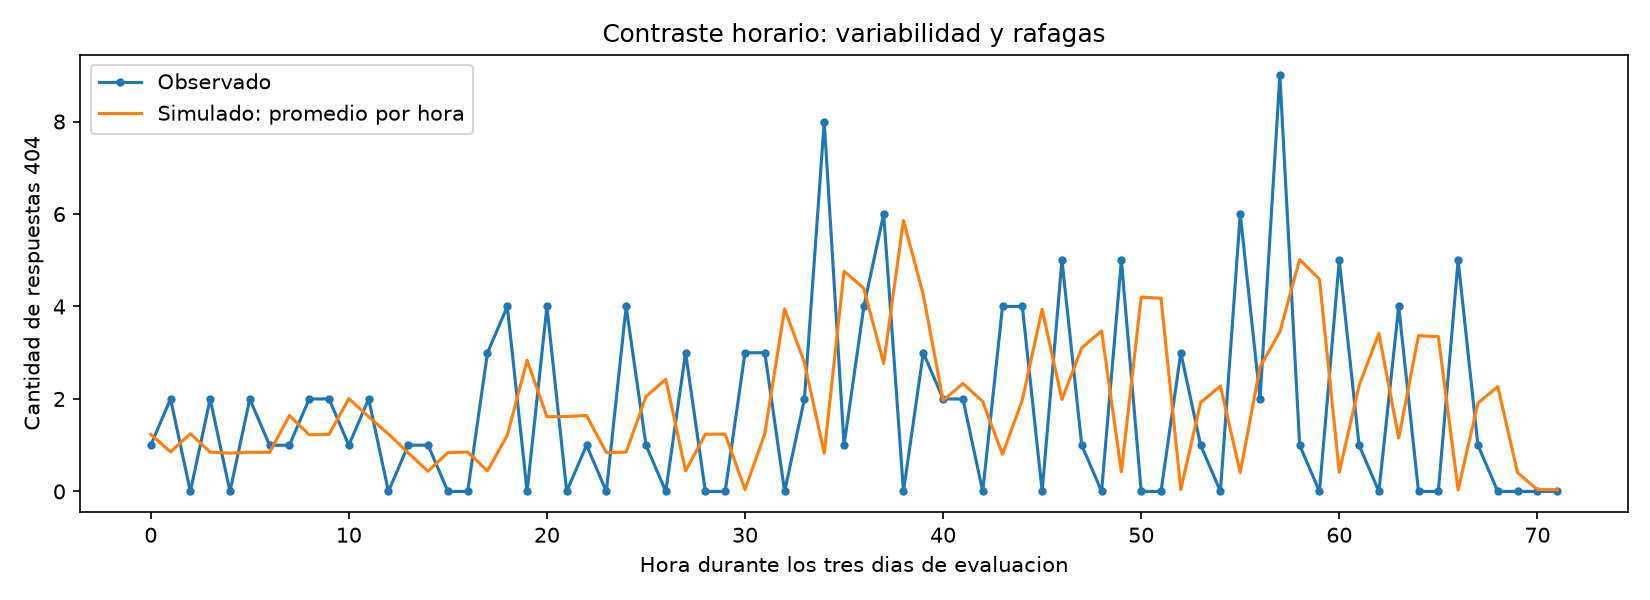 Contraste horario: variabilidad y rafagas
Observado
Simulado: promedio por hora
Cantidad de respuestas 404
8
6
4
2
0
0 10 20 30 40 50 60 70
Hora durante los tres dias de evaluacion